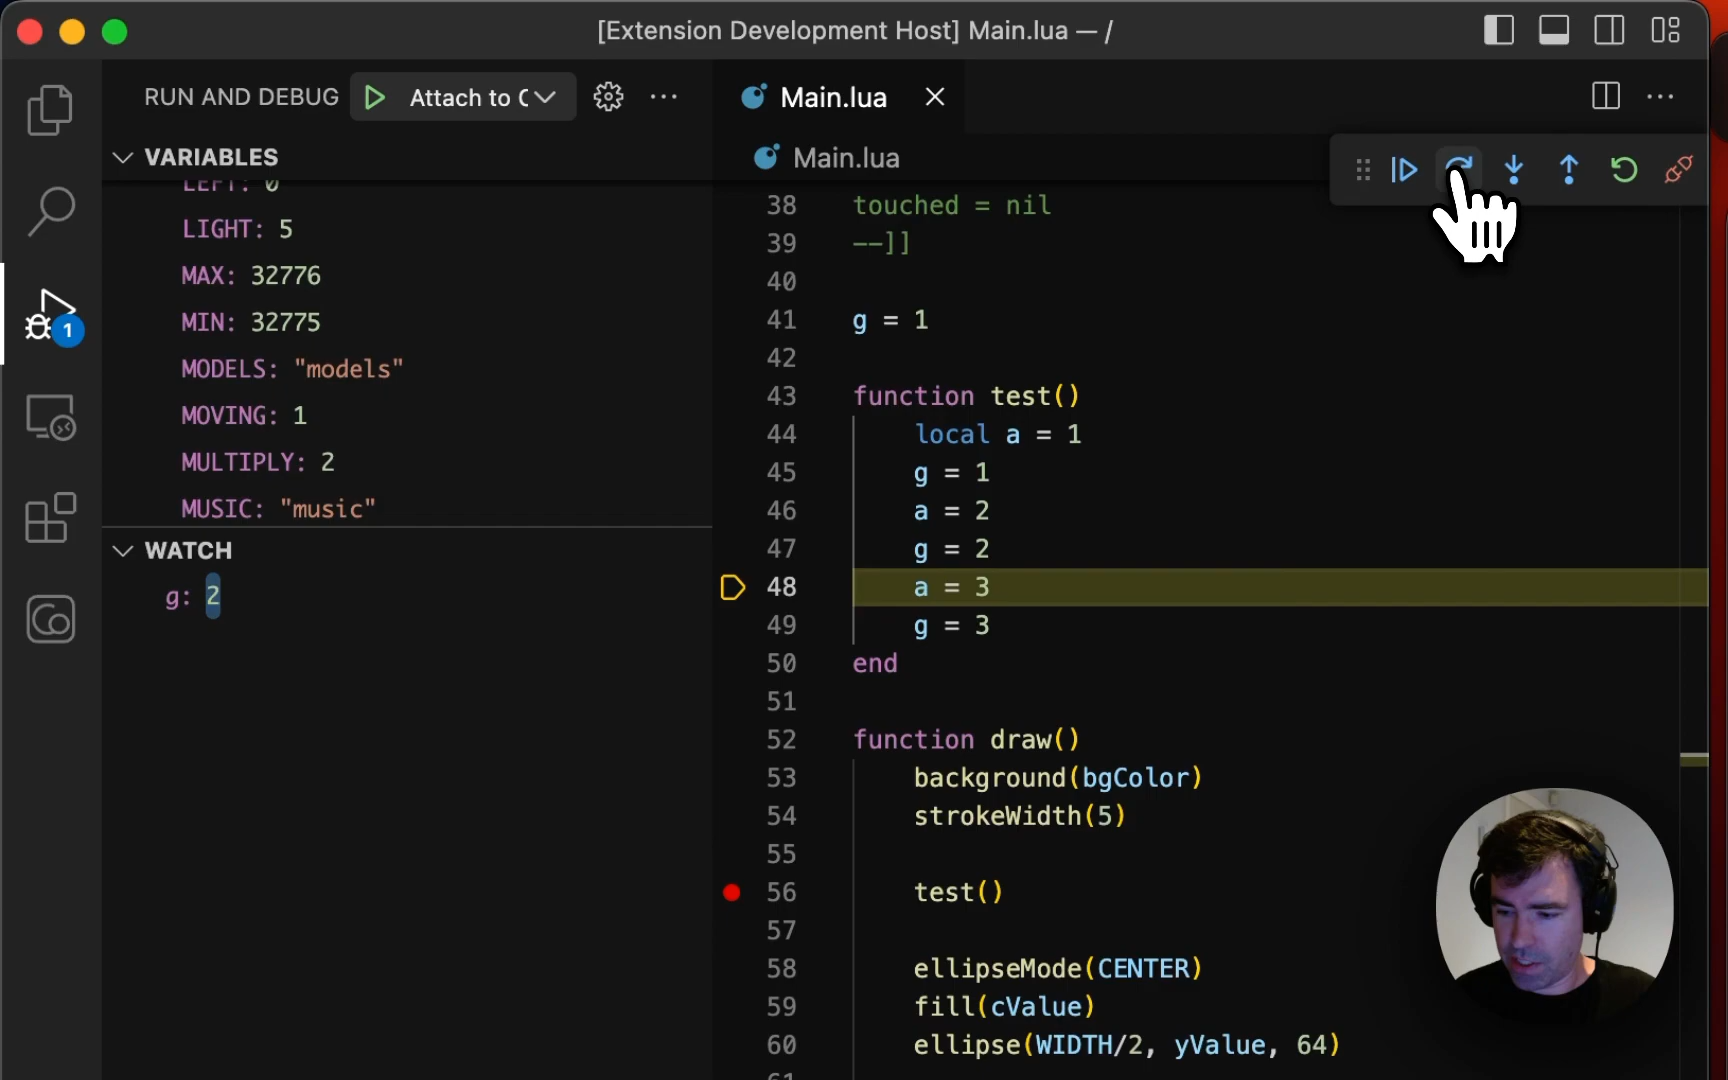 [Extension Development Host] Main.lua — /
RUN AND DEBUG
Attach to C
Main.lua
VARIABLES
LEFT: 0
LIGHT: 5
MAX: 32776
MIN: 32775
MODELS: "models"
MOVING: 1
MULTIPLY: 2
MUSIC: "music"
WATCH
g: 2
1
Main.lua
38 touched = nil
39 --]]
40
41 g = 1
42
43 function test()
44 local a = 1
45 g = 1
46 a = 2
47 g = 2
48 a = 3
49 g = 3
50 end
51
52 function draw()
53 background(bgColor)
54 strokeWidth(5)
55
56 test()
57
58 ellipseMode(CENTER)
59 fill(cValue)
60 ellipse(WIDTH/2, yValue, 64)
61